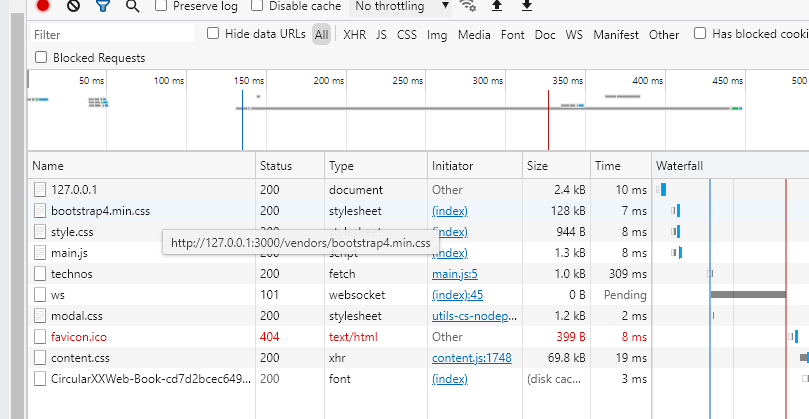 Preserve log Disable cache No throttling
Filter Hide data URLs All XHR JS CSS Img Media Font Doc WS Manifest Other Has blocked cooki
Blocked Requests
50 ms 100 ms 150 ms 200 ms 250 ms 300 ms 350 ms 400 ms 450 ms 500
Name Status Type Initiator Size Time Waterfall
127.0.0.1 200 document Other 2.4 kB 10 ms
bootstrap4.min.css 200 stylesheet (index) 128 kB 7 ms
style.css 200 stylesheet (index) 944 B 8 ms
http://127.0.0.1:3000/vendors/bootstrap4.min.css
main.js 200 script (index) 1.3 kB 8 ms
technos 200 fetch main.js:5 1.0 kB 309 ms
ws 101 websocket (index):45 0 B Pending
modal.css 200 stylesheet utils-cs-nodep... 1.2 kB 2 ms
favicon.ico 404 text/html Other 399 B 8 ms
content.css 200 xhr content.js:1748 69.8 kB 19 ms
CircularXXWeb-Book-cd7d2bcec649... 200 font (index) (disk cac... 3 ms